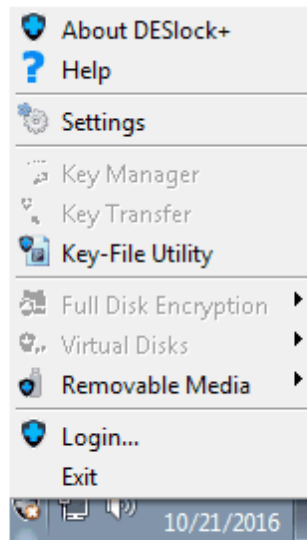 About DESlock+
Help
Settings
Key Manager
Key Transfer
Key-File Utility
Full Disk Encryption
Virtual Disks
Removable Media
Login...
Exit
10/21/2016